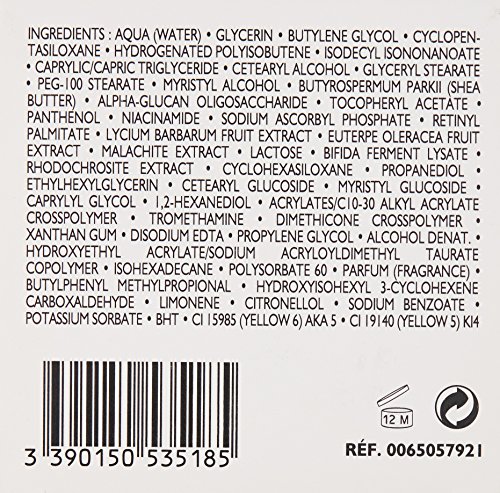 INGREDIENTS : AQUA (WATER) • GLYCERIN • BUTYLENE GLYCOL • CYCLOPEN-
TASILOXANE • HYDROGENATED POLYISOBUTENE • ISODECYL ISONONANOATE
• CAPRYLIC/CAPRIC TRIGLYCERIDE • CETEARYL ALCOHOL • GLYCERYL STEARATE
• PEG-100 STEARATE • MYRISTYL ALCOHOL • BUTYROSPERMUM PARKII (SHEA
BUTTER) • ALPHA-GLUCAN OLIGOSACCHARIDE • TOCOPHERYL ACETATE •
PANTHENOL • NIACINAMIDE • SODIUM ASCORBYL PHOSPHATE • RETINYL
PALMITATE • LYCIUM BARBARUM FRUIT EXTRACT • EUTERPE OLERACEA FRUIT
EXTRACT • MALACHITE EXTRACT • LACTOSE • BIFIDA FERMENT LYSATE •
RHODOCHROSITE EXTRACT • CYCLOHEXASILOXANE • PROPANEDIOL •
ETHYLHEXYLGLYCERIN • CETEARYL GLUCOSIDE • MYRISTYL GLUCOSIDE •
CAPRYLYL GLYCOL • 1,2-HEXANEDIOL • ACRYLATES/C10-30 ALKYL ACRYLATE
CROSSPOLYMER • TROMETHAMINE • DIMETHICONE CROSSPOLYMER •
XANTHAN GUM • DISODIUM EDTA • PROPYLENE GLYCOL • ALCOHOL DENAT. •
HYDROXYETHYL ACRYLATE/SODIUM ACRYLOYLDIMETHYL TAURATE
COPOLYMER • ISOHEXADECANE • POLYSORBATE 60 • PARFUM (FRAGRANCE) •
BUTYLPHENYL METHYLPROPIONAL • HYDROXYISOHEXYL 3-CYCLOHEXENE
CARBOXALDEHYDE • LIMONENE • CITRONELLOL • SODIUM BENZOATE •
POTASSIUM SORBATE • BHT • CI 15985 (YELLOW 6) AKA 5 • CI 19140 (YELLOW 5) KI4
12 M
3 390150 535185
RÉF. 0065057921